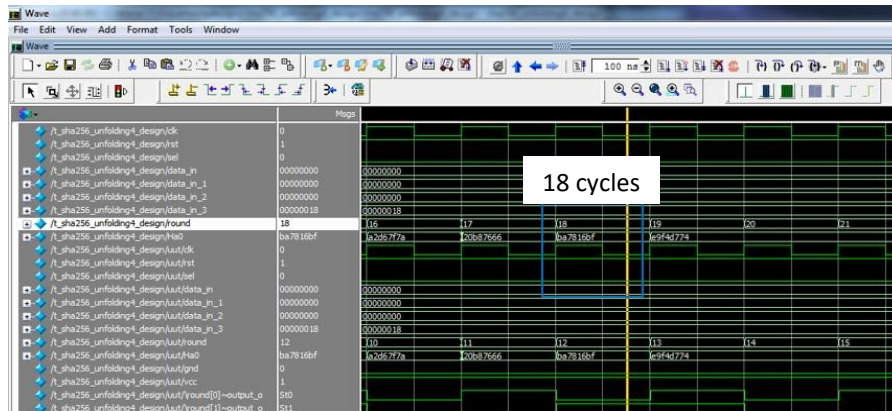 Wave
File Edit View Add Format Tools Window
Wave
100 ns
Msgs
/t_sha256_unfolding4_design/clk 0
/t_sha256_unfolding4_design/rst 1
/t_sha256_unfolding4_design/sel 0
/t_sha256_unfolding4_design/data_in 00000000 00000000
/t_sha256_unfolding4_design/data_in_1 00000000 00000000
/t_sha256_unfolding4_design/data_in_2 00000000 00000000
/t_sha256_unfolding4_design/data_in_3 00000018 00000018
18 cycles
/t_sha256_unfolding4_design/round 18 16 17 18 19 20 21
/t_sha256_unfolding4_design/Ha0 ba7816bf a2d67f7a 20b87666 ba7816bf e9f4d774
/t_sha256_unfolding4_design/uut/clk 0
/t_sha256_unfolding4_design/uut/rst 1
/t_sha256_unfolding4_design/uut/sel 0
/t_sha256_unfolding4_design/uut/data_in 00000000 00000000
/t_sha256_unfolding4_design/uut/data_in_1 00000000 00000000
/t_sha256_unfolding4_design/uut/data_in_2 00000000 00000000
/t_sha256_unfolding4_design/uut/data_in_3 00000018 00000018
/t_sha256_unfolding4_design/uut/round 12 10 11 12 13 14 15
/t_sha256_unfolding4_design/uut/Ha0 ba7816bf a2d67f7a 20b87666 ba7816bf e9f4d774
/t_sha256_unfolding4_design/uut/gnd 0
/t_sha256_unfolding4_design/uut/vcc 1
/t_sha256_unfolding4_design/uut/\round[0]~output_o St0
/t_sha256_unfolding4_design/uut/\round[1]~output_o St1